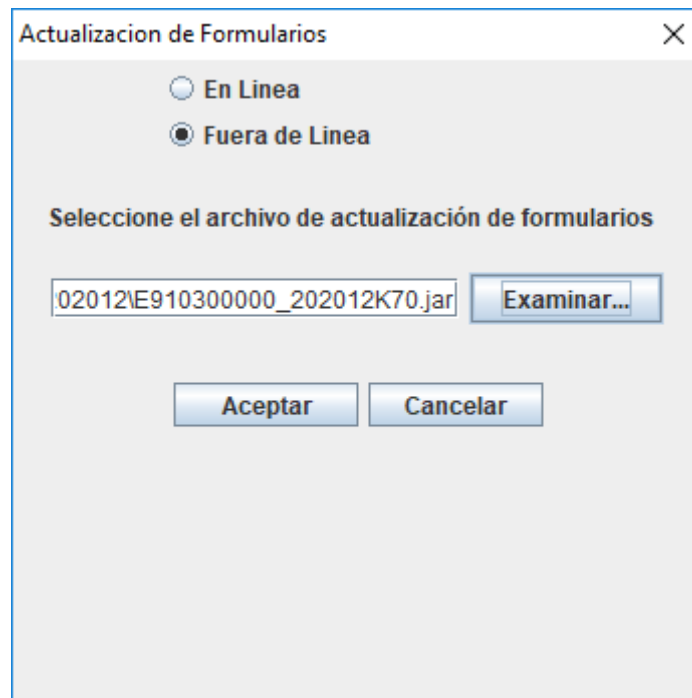 Actualizacion de Formularios
En Linea
Fuera de Linea
Seleccione el archivo de actualización de formularios
02012\E910300000_202012K70.jar Examinar...
Aceptar Cancelar